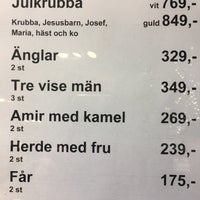 Julkrubba vit 769,-
Krubba, Jesusbarn, Josef, guld 849,-
Maria, häst och ko
Änglar 329,-
2 st
Tre vise män 349,-
3 st
Amir med kamel 269,-
2 st
Herde med fru 239,-
2 st
Får 175,-
2 st